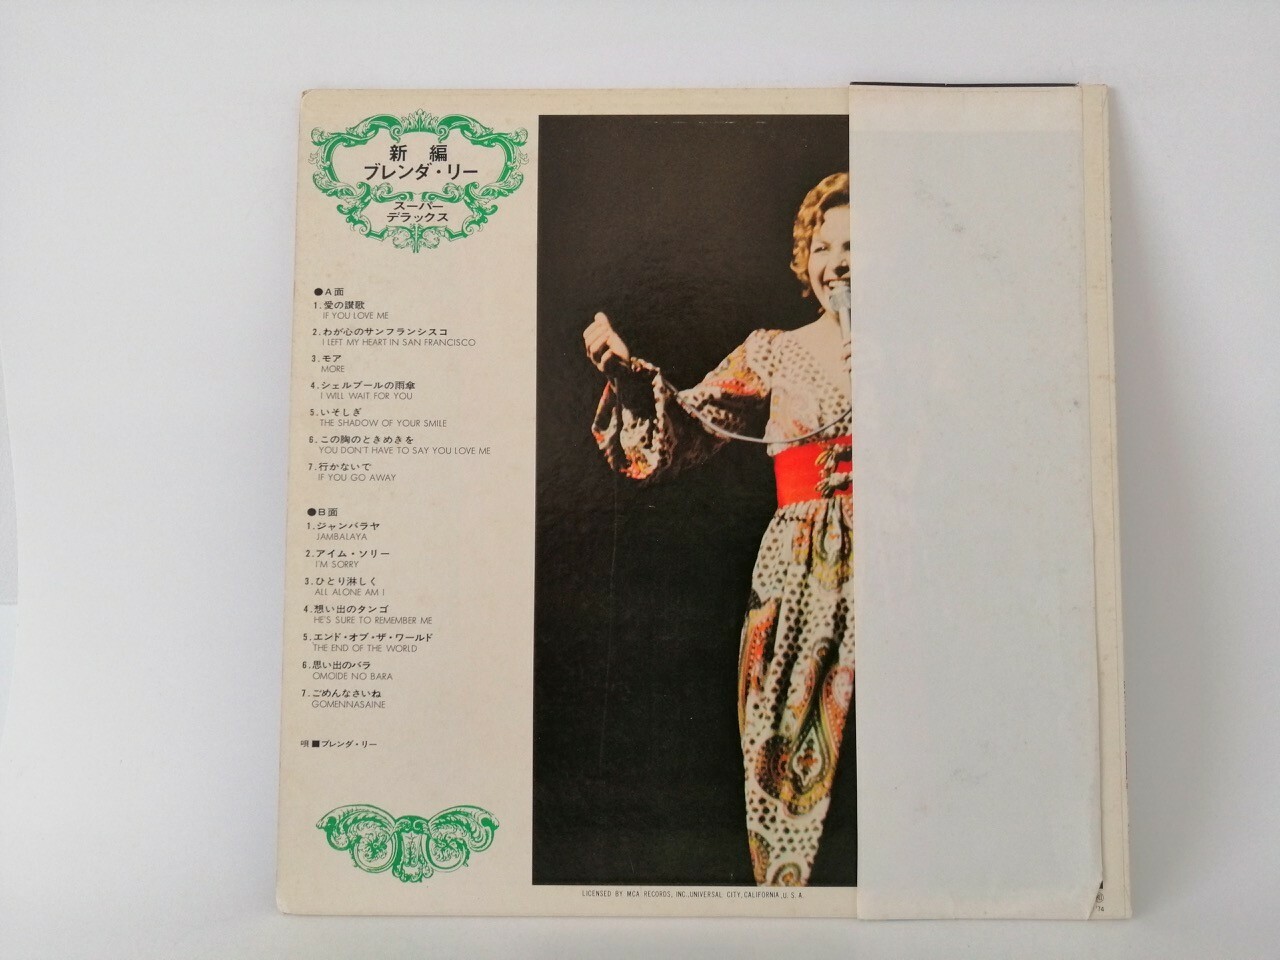 新 編
ブレンダ・リー
スーパー
デラックス
●A面
1.愛の讃歌
IF YOU LOVE ME
2.わが心のサンフランシスコ
I LEFT MY HEART IN SAN FRANCISCO
3.モア
MORE
4.シェルブールの雨傘
I WILL WAIT FOR YOU
5.いそしぎ
THE SHADOW OF YOUR SMILE
6.この胸のときめきを
YOU DON'T HAVE TO SAY YOU LOVE ME
7.行かないで
IF YOU GO AWAY
●B面
1.ジャンバラヤ
JAMBALAYA
2.アイム・ソリー
I'M SORRY
3.ひとり淋しく
ALL ALONE AM I
4.想い出のタンゴ
HE'S SURE TO REMEMBER ME
5.エンド・オブ・ザ・ワールド
THE END OF THE WORLD
6.思い出のバラ
OMOIDE NO BARA
7.ごめんなさいね
GOMENNASAINE
唄■ブレンダ・リー
LICENSED BY MCA RECORDS, INC.,UNIVERSAL CITY, CALIFORNIA, U. S. A.
'74